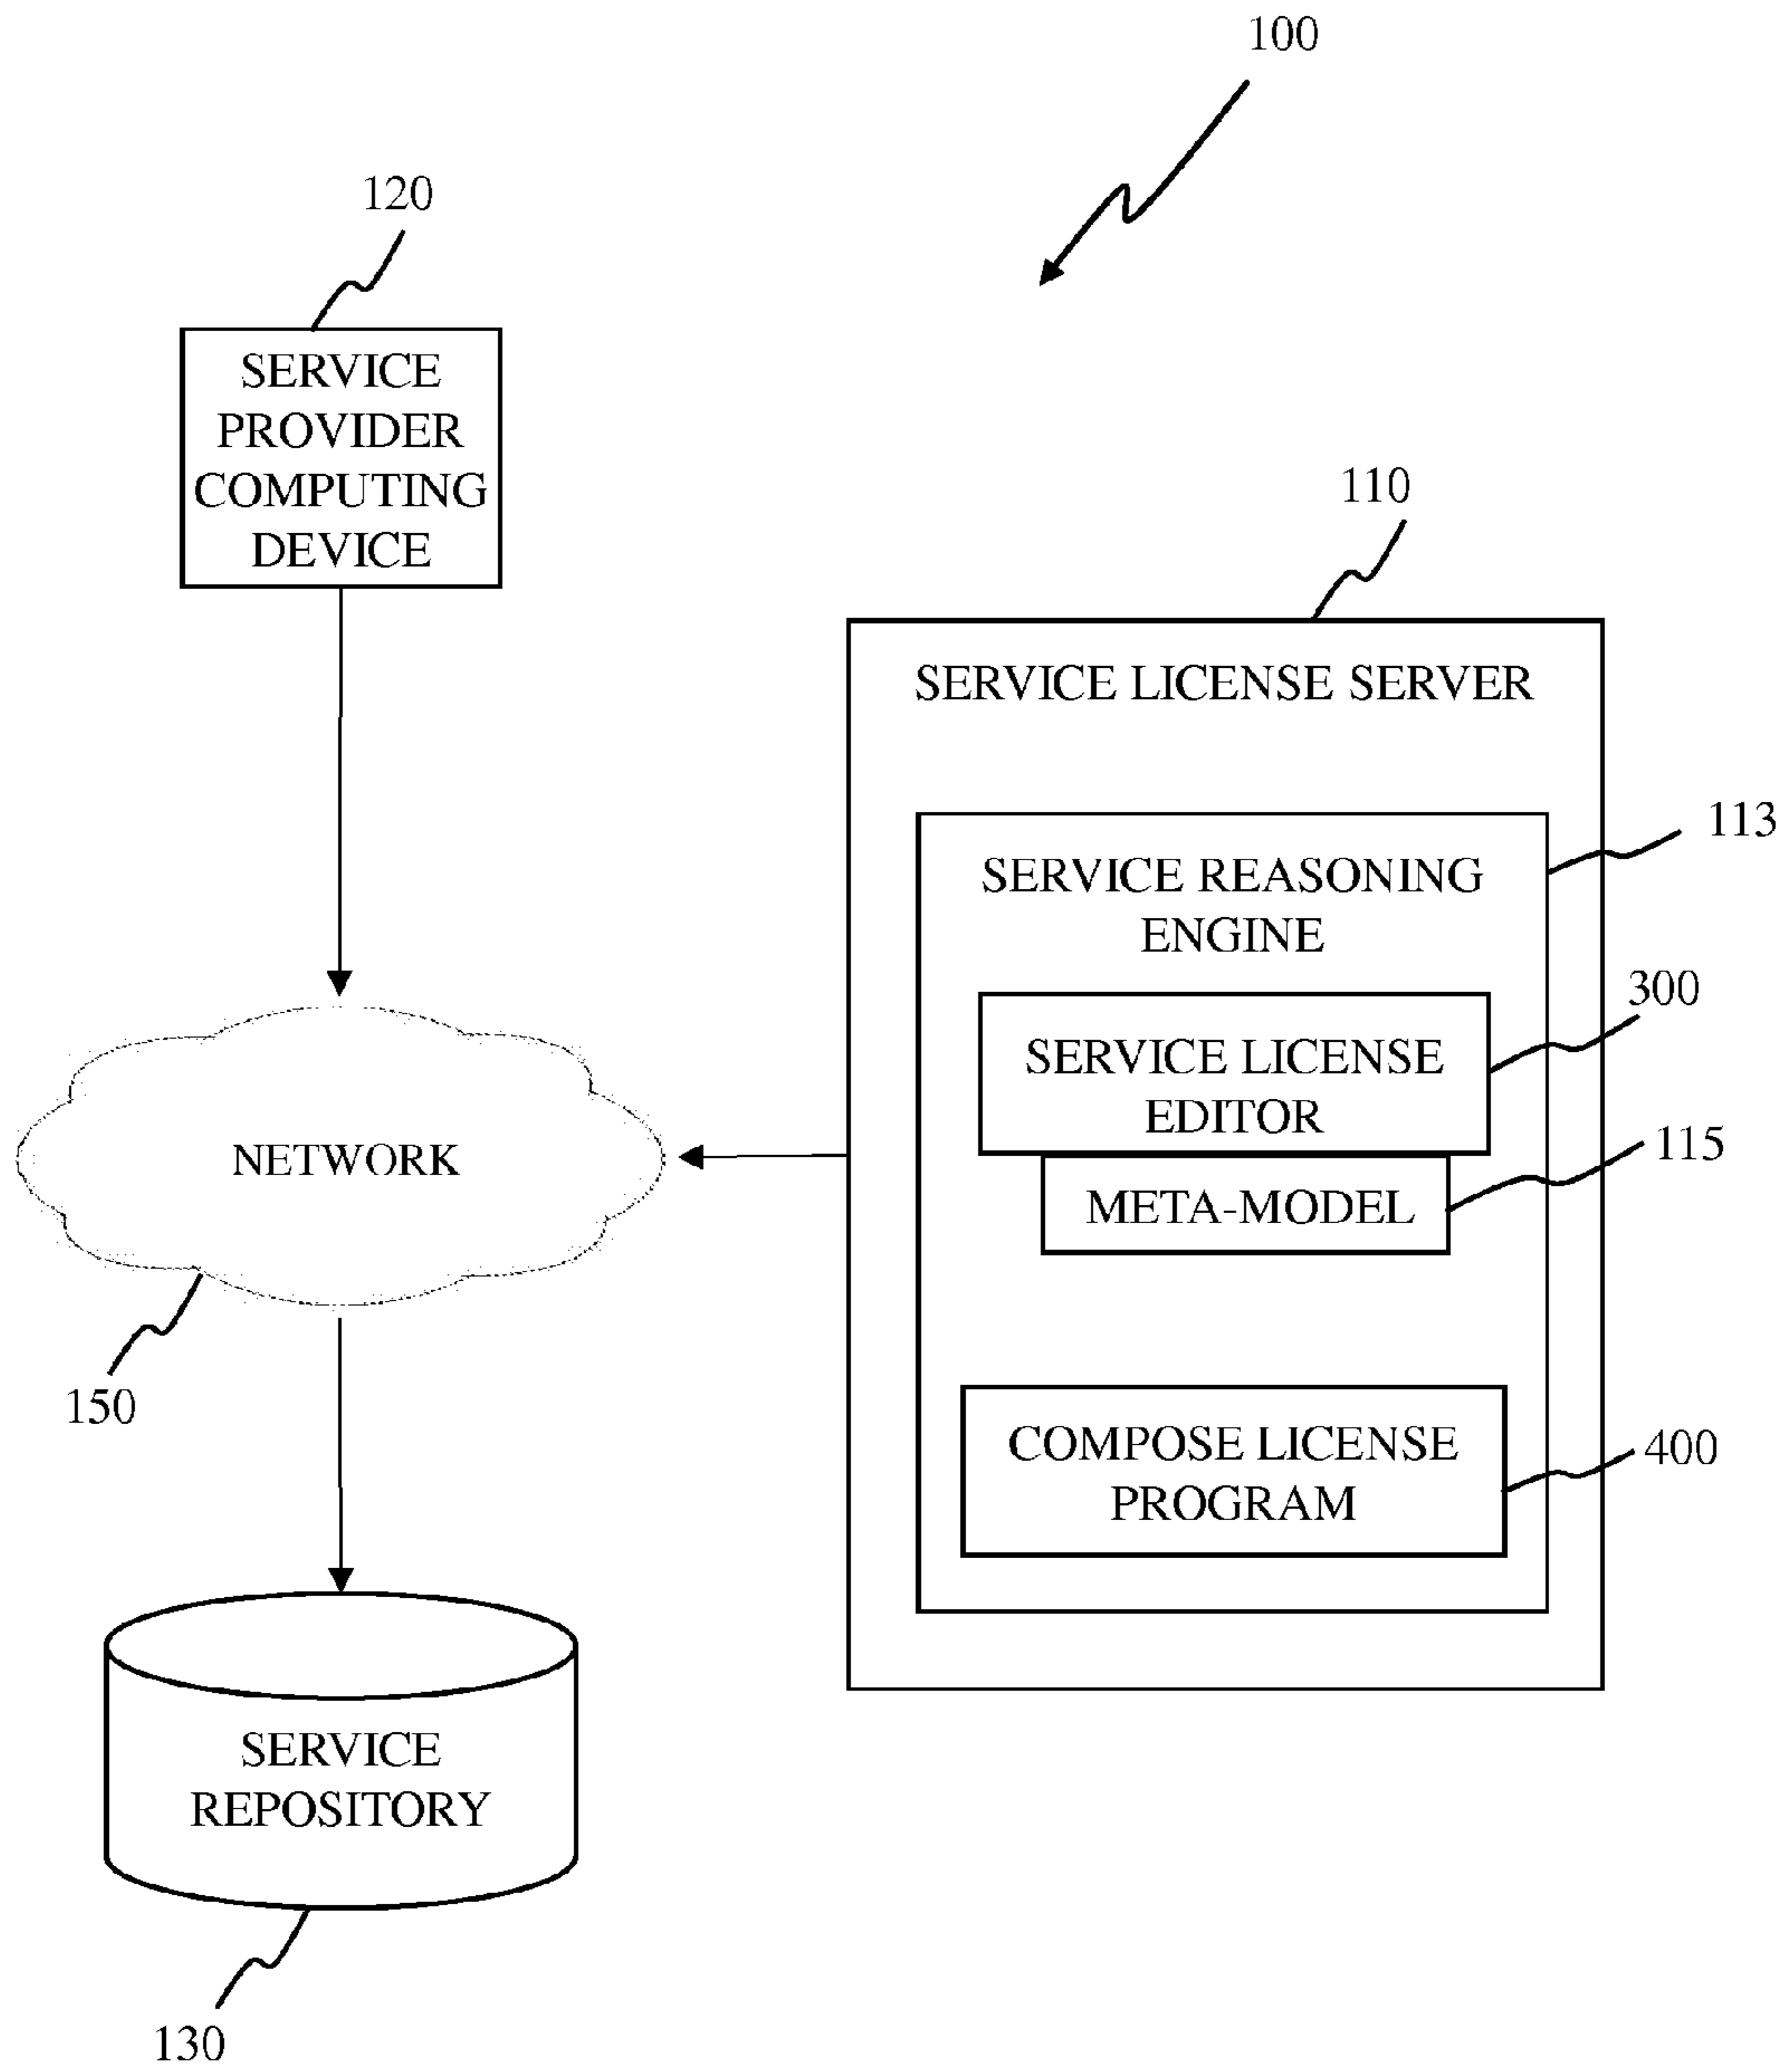 100
120
SERVICE
PROVIDER
COMPUTING
DEVICE
110
SERVICE LICENSE SERVER
113
SERVICE REASONING
ENGINE
300
SERVICE LICENSE
EDITOR
115
META-MODEL
NETWORK
150
400
COMPOSE LICENSE
PROGRAM
SERVICE
REPOSITORY
130